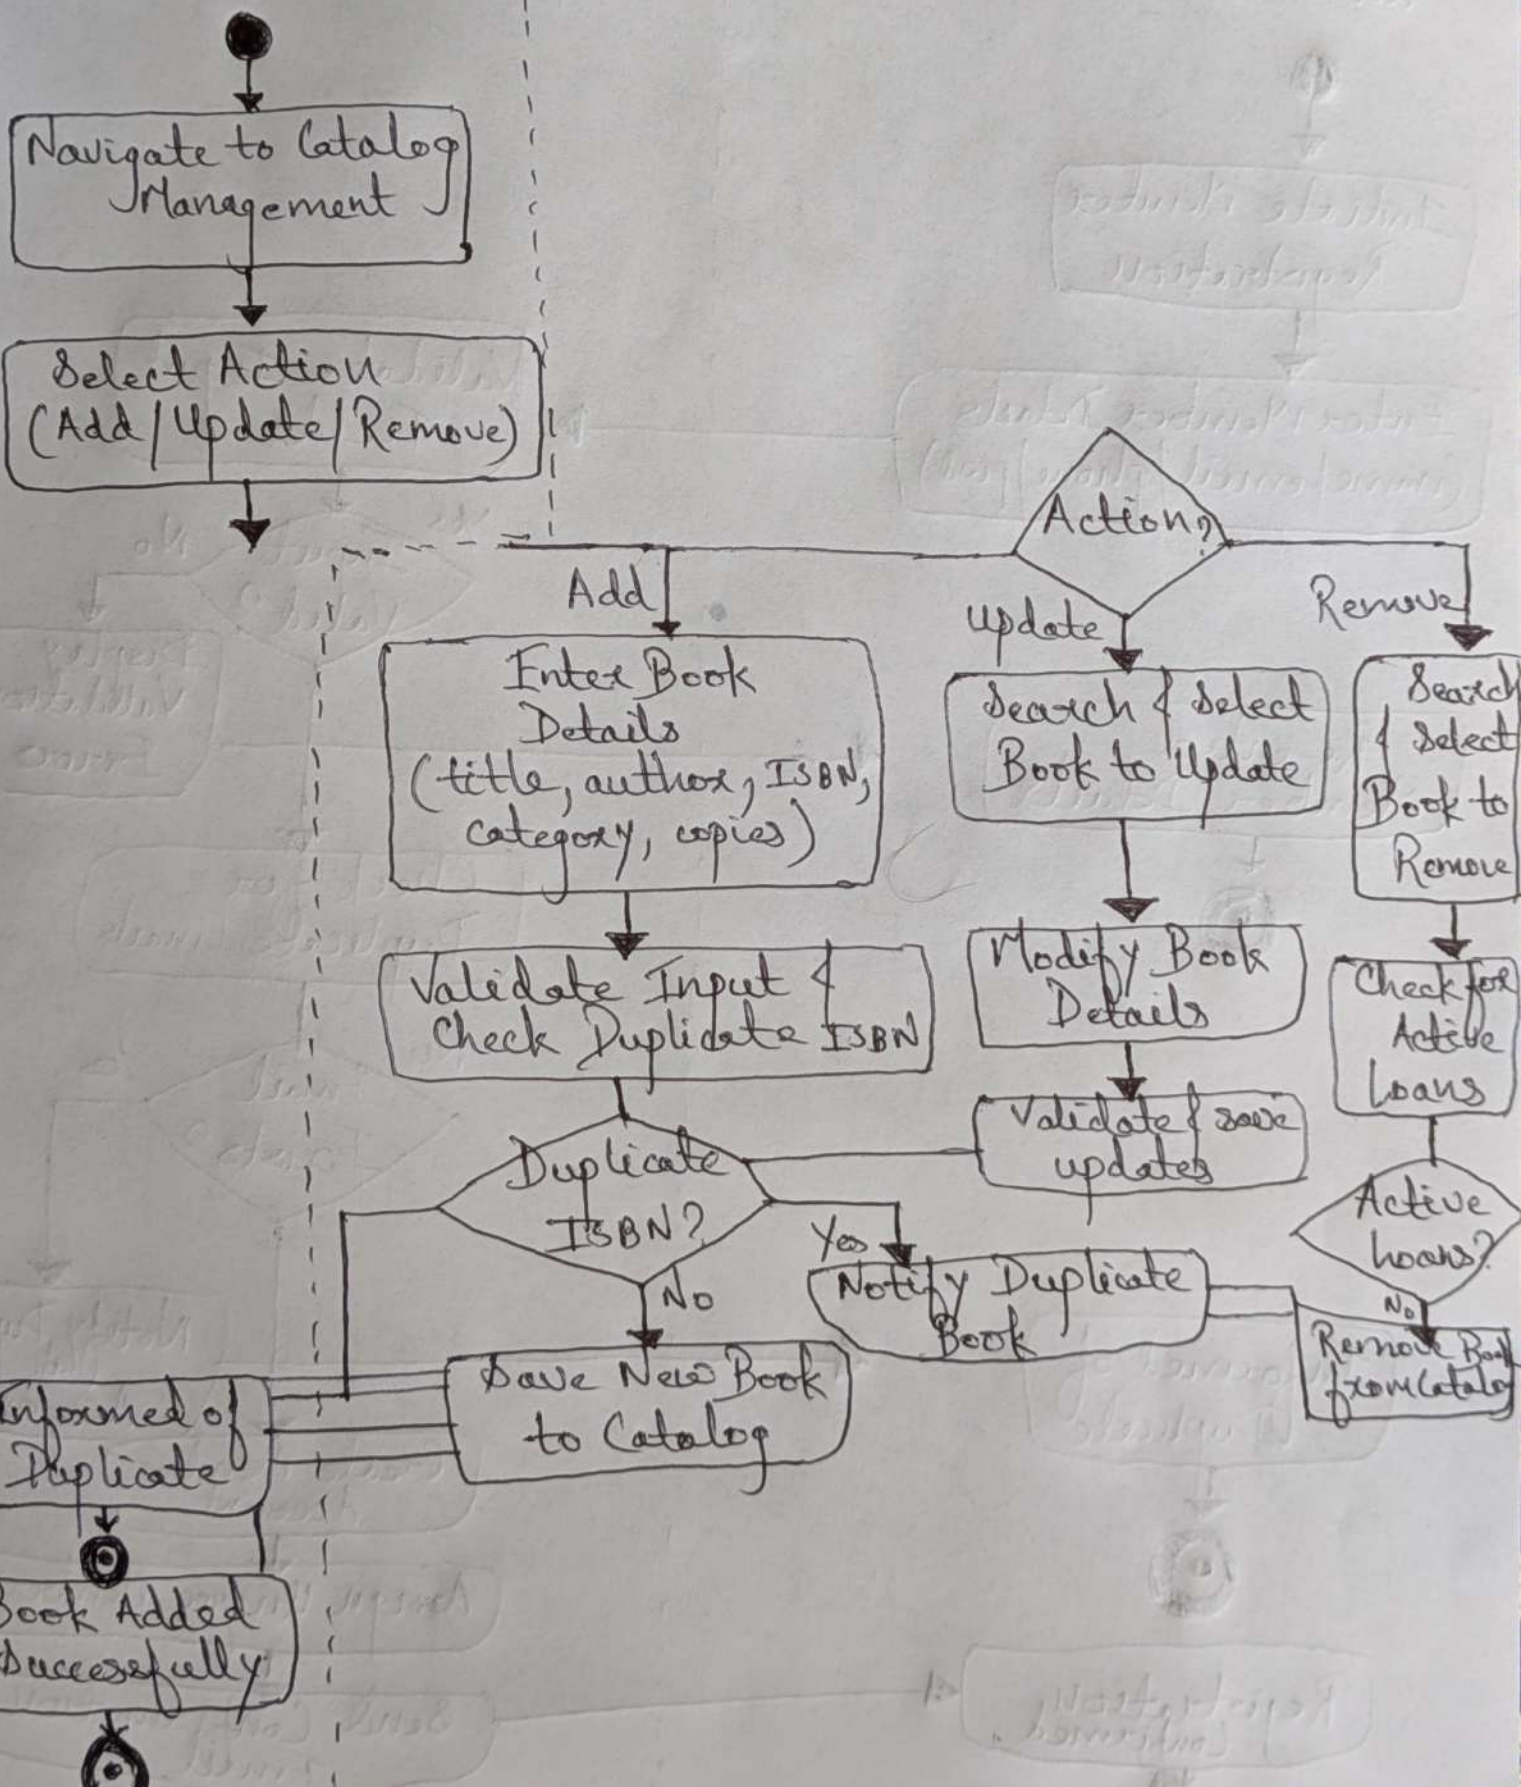 Navigate to Catalog
Management
Select Action
(Add/Update/Remove)
Action?
Add
Update
Remove
Enter Book
Details
(title, author, ISBN,
category, copies)
Search & Select
Book to Update
Search
& Select
Book to
Remove
Validate Input &
Check Duplicate ISBN
Modify Book
Details
Check for
Active
Loans
Validate & save
updates
Duplicate
ISBN?
Yes
No
Active
Loans?
No
Notify Duplicate
Book
Remove Book
from Catalog
Save New Book
to Catalog
Informed of
Duplicate
Book Added
Successfully